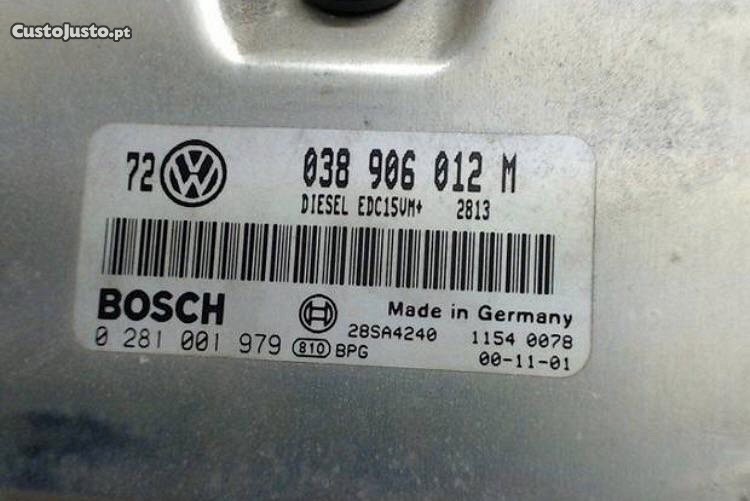 CustoJusto.pt
72 VW 038 906 012 M
DIESEL EDC15VM+ 2813
BOSCH Made in Germany
28SA4240 1154 0078
0 281 001 979 810 BPG 00-11-01